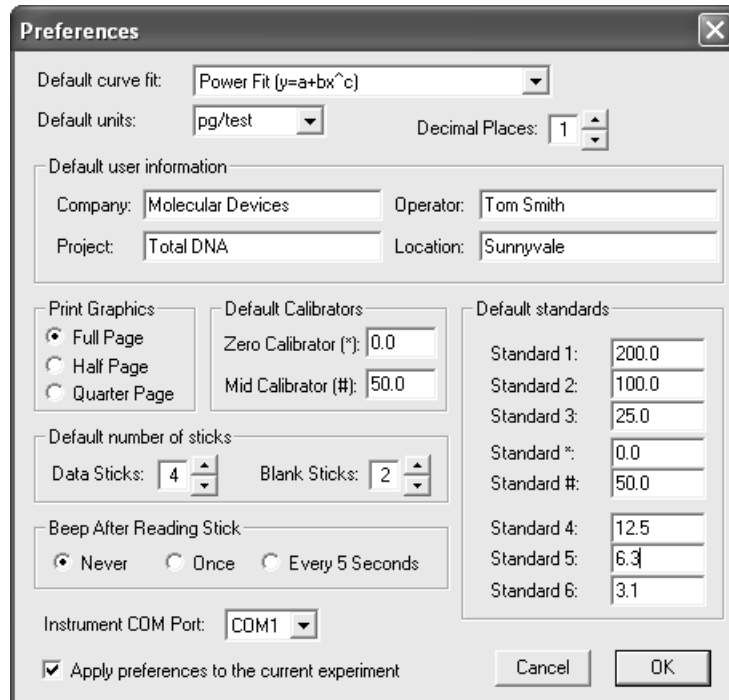 Preferences
Default curve fit: Power Fit (y=a+bx^c)
Default units: pg/test Decimal Places: 1
Default user information
Company: Molecular Devices Operator: Tom Smith
Project: Total DNA Location: Sunnyvale
Print Graphics
Full Page
Half Page
Quarter Page
Default Calibrators
Zero Calibrator (*): 0.0
Mid Calibrator (#): 50.0
Default standards
Standard 1: 200.0
Standard 2: 100.0
Standard 3: 25.0
Standard *: 0.0
Standard #: 50.0
Standard 4: 12.5
Standard 5: 6.3
Standard 6: 3.1
Default number of sticks
Data Sticks: 4 Blank Sticks: 2
Beep After Reading Stick
Never Once Every 5 Seconds
Instrument COM Port: COM1
Apply preferences to the current experiment
Cancel OK